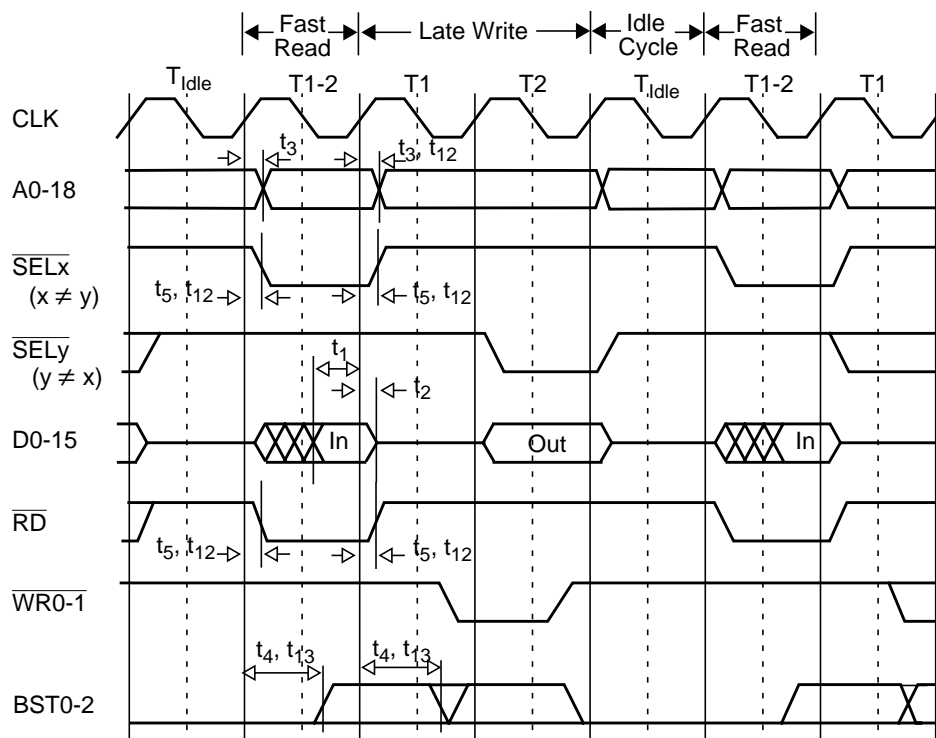 Fast Read Late Write Idle Cycle Fast Read
TIdle T1-2 T1 T2 TIdle T1-2 T1
CLK
t3 t3, t12
A0-18
SELx
(x ≠ y)
t5, t12 t5, t12
SELy
(y ≠ x)
t1
t2
D0-15 In Out In
RD
t5, t12 t5, t12
WR0-1
t4, t13 t4, t13
BST0-2